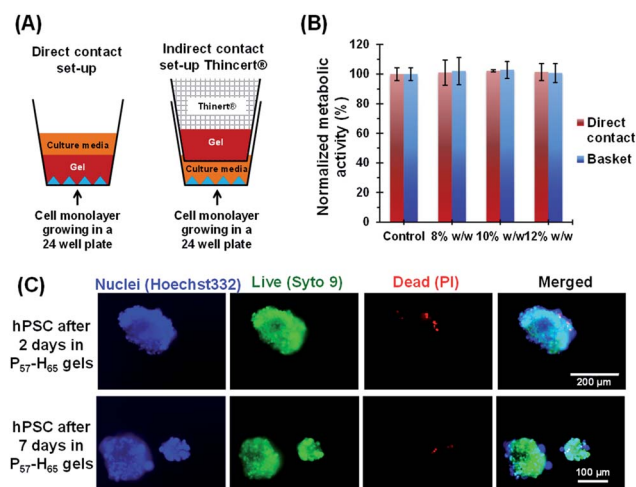 (A)
Direct contact
set-up
Indirect contact
set-up Thincert®
Thinert®
Culture media
Gel
Gel
Culture media
Cell monolayer
growing in a
24 well plate
Cell monolayer
growing in a
24 well plate
(B)
Normalized metabolic
activity (%)
120
100
80
60
40
20
0
Control
8% w/w
10% w/w
12% w/w
Direct
contact
Basket
(C)
Nuclei (Hoechst332)
Live (Syto 9)
Dead (PI)
Merged
hPSC after
2 days in
P57-H65 gels
200 µm
hPSC after
7 days in
P57-H65 gels
100 µm